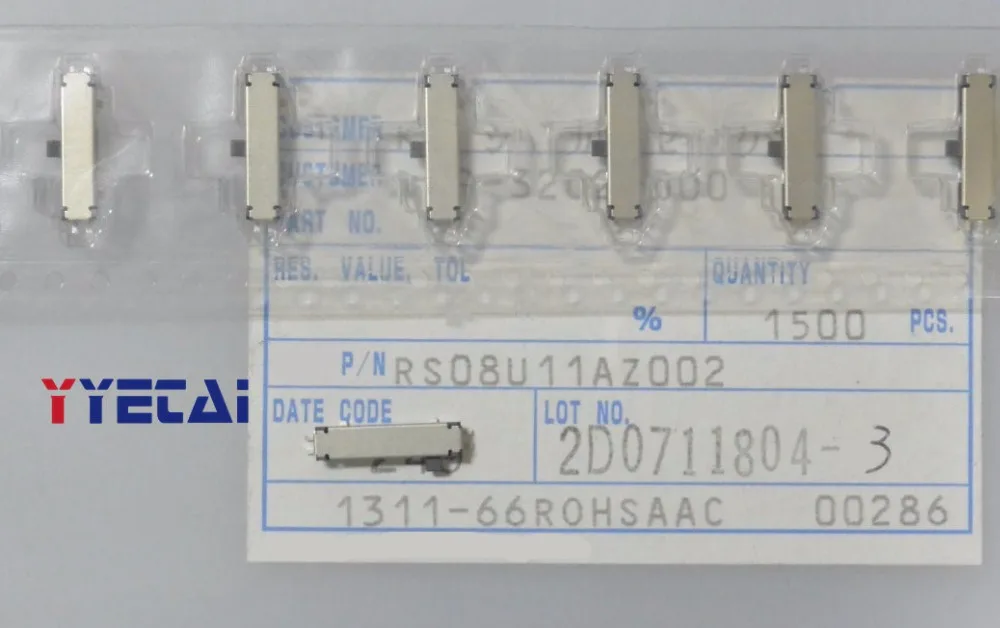 CUSTOMER
CUSTOMER
PART NO.
RES. VALUE, TOL
%
QUANTITY
1500 PCS.
P/N RS08U11AZ002
YYECAI
DATE CODE
LOT NO.
2D0711804-3
1311-66ROHSAAC 00286